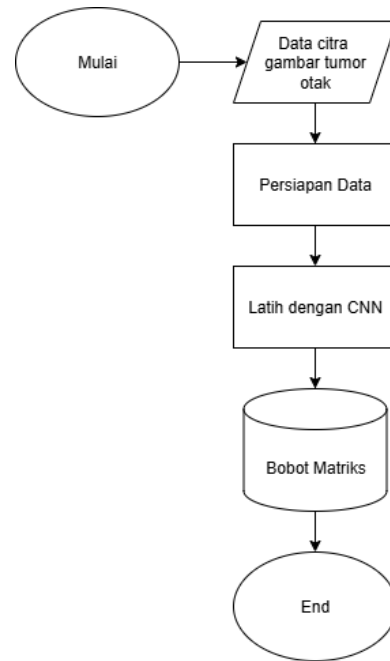 Mulai
Data citra
gambar tumor
otak
Persiapan Data
Latih dengan CNN
Bobot Matriks
End